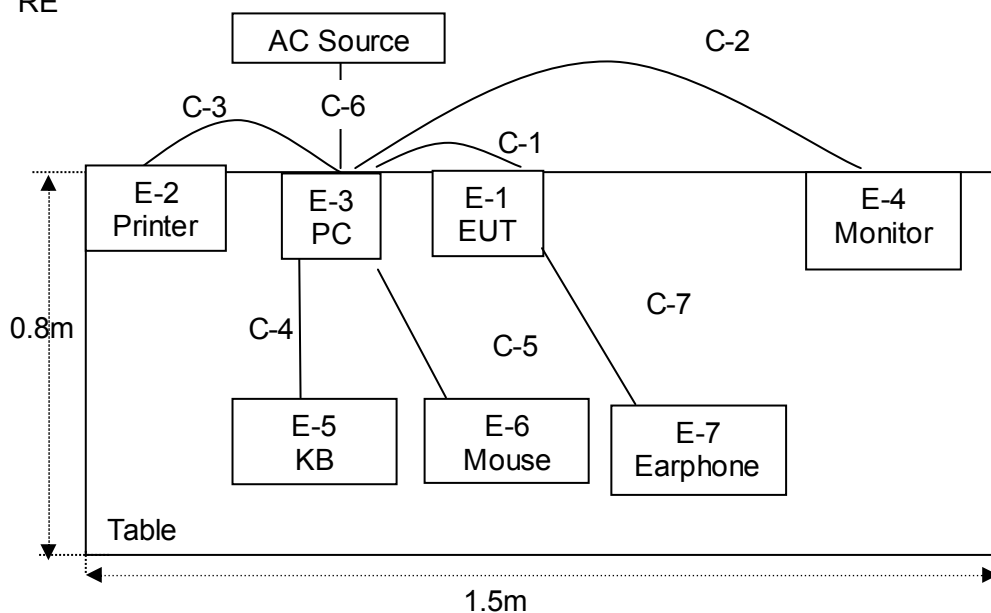 RE
AC Source
C-2
C-3
C-6
C-1
E-2
Printer
E-3
PC
E-1
EUT
E-4
Monitor
0.8m
C-4
C-5
C-7
E-5
KB
E-6
Mouse
E-7
Earphone
Table
1.5m